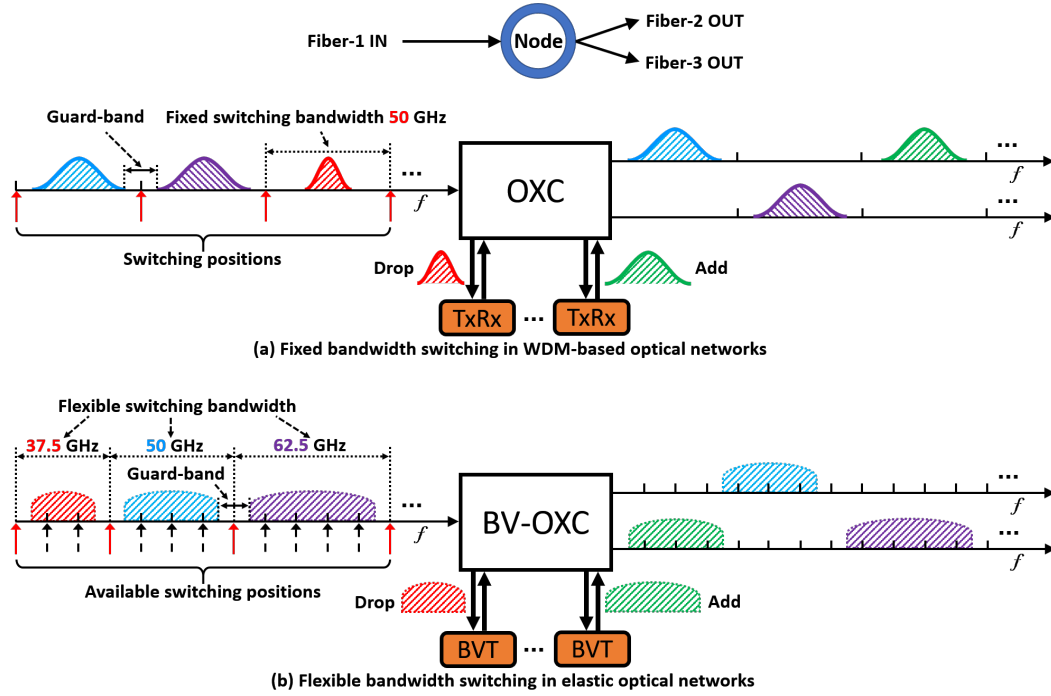 Fiber-1 IN
Node
Fiber-2 OUT
Fiber-3 OUT
Guard-band
Fixed switching bandwidth 50 GHz
...
f
Switching positions
OXC
...
...
f
Drop
Add
TxRx ... TxRx
(a) Fixed bandwidth switching in WDM-based optical networks
Flexible switching bandwidth
37.5 GHz
50 GHz
62.5 GHz
Guard-band
...
f
Available switching positions
BV-OXC
...
...
f
Drop
Add
BVT ... BVT
(b) Flexible bandwidth switching in elastic optical networks